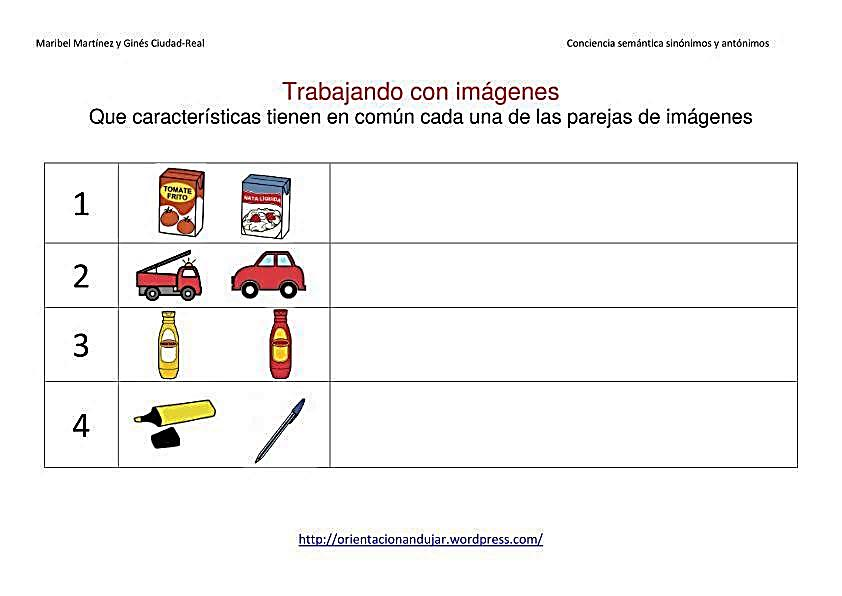 Maribel Martínez y Ginés Ciudad-Real
Conciencia semántica sinónimos y antónimos
Trabajando con imágenes
Que características tienen en común cada una de las parejas de imágenes
1
TOMATE
FRITO
NATA LIQUIDA
2
3
4
http://orientacionandujar.wordpress.com/